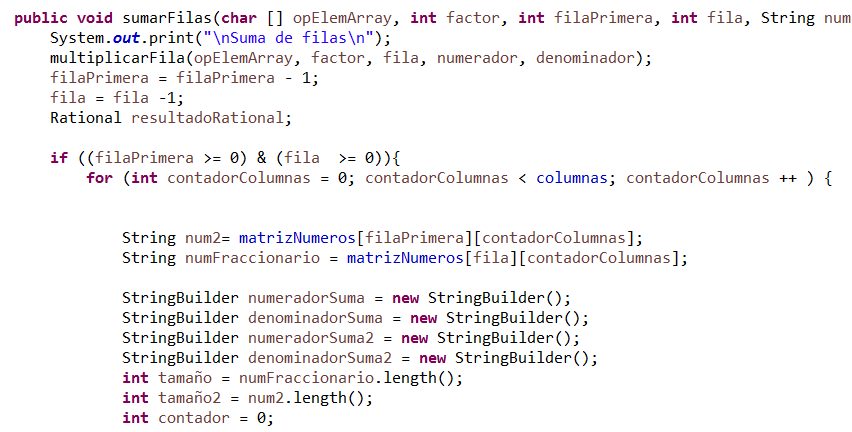 public void sumarFilas(char [] opElemArray, int factor, int filaPrimera, int fila, String num
System.out.print("\nSuma de filas\n");
multiplicarFila(opElemArray, factor, fila, numerador, denominador);
filaPrimera = filaPrimera - 1;
fila = fila -1;
Rational resultadoRational;
if ((filaPrimera >= 0) & (fila  >= 0)){
for (int contadorColumnas = 0; contadorColumnas < columnas; contadorColumnas ++ ) {
String num2= matrizNumeros[filaPrimera][contadorColumnas];
String numFraccionario = matrizNumeros[fila][contadorColumnas];
StringBuilder numeradorSuma = new StringBuilder();
StringBuilder denominadorSuma = new StringBuilder();
StringBuilder numeradorSuma2 = new StringBuilder();
StringBuilder denominadorSuma2 = new StringBuilder();
int tamaño = numFraccionario.length();
int tamaño2 = num2.length();
int contador = 0;